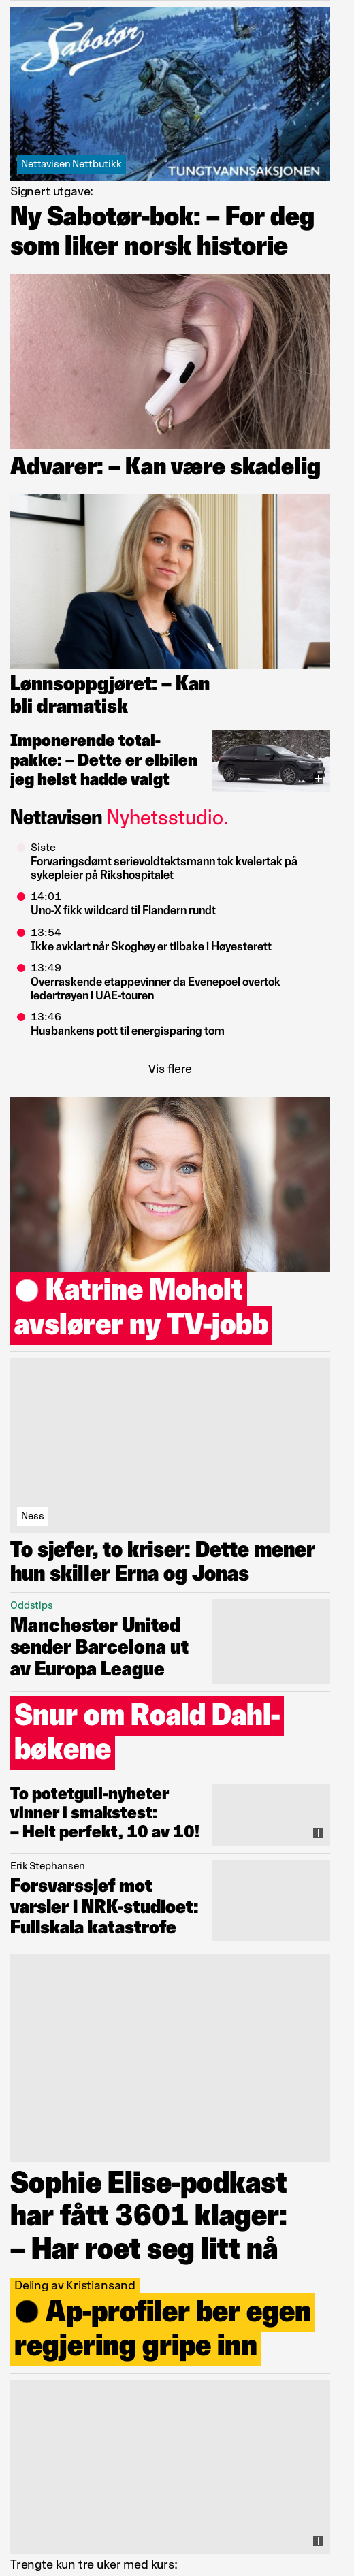 Sabotør
Nettavisen Nettbutikk
TUNGTVANNSAKSJONEN
Signert utgave:
Ny Sabotør-bok: – For deg
som liker norsk historie
Advarer: – Kan være skadelig
Lønnsoppgjøret: – Kan
bli dramatisk
Imponerende total-
pakke: – Dette er elbilen
jeg helst hadde valgt
Nettavisen Nyhetsstudio.
Siste
Forvaringsdømt serievoldtektsmann tok kvelertak på
sykepleier på Rikshospitalet
14:01
Uno-X fikk wildcard til Flandern rundt
13:54
Ikke avklart når Skoghøy er tilbake i Høyesterett
13:49
Overraskende etappevinner da Evenepoel overtok
ledertrøyen i UAE-touren
13:46
Husbankens pott til energisparing tom
Vis flere
Katrine Moholt
avslører ny TV-jobb
Ness
To sjefer, to kriser: Dette mener
hun skiller Erna og Jonas
Oddstips
Manchester United
sender Barcelona ut
av Europa League
Snur om Roald Dahl-
bøkene
To potetgull-nyheter
vinner i smakstest:
– Helt perfekt, 10 av 10!
Erik Stephansen
Forsvarssjef mot
varsler i NRK-studioet:
Fullskala katastrofe
Sophie Elise-podkast
har fått 3601 klager:
– Har roet seg litt nå
Deling av Kristiansand
Ap-profiler ber egen
regjering gripe inn
Trengte kun tre uker med kurs: